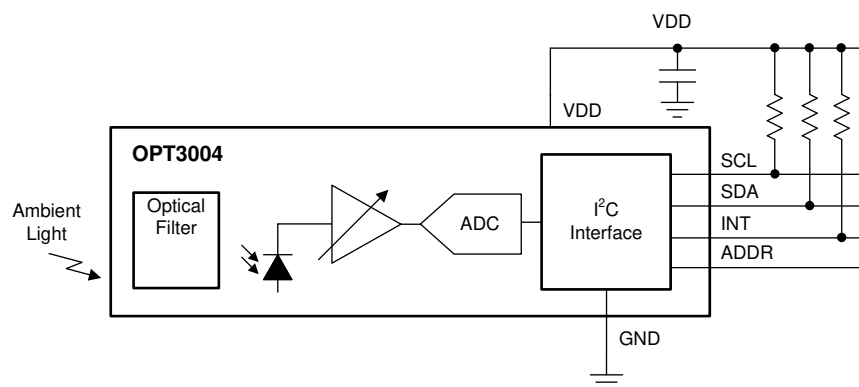 VDD
VDD
OPT3004
Ambient
Light
Optical
Filter
ADC
I²C
Interface
SCL
SDA
INT
ADDR
GND